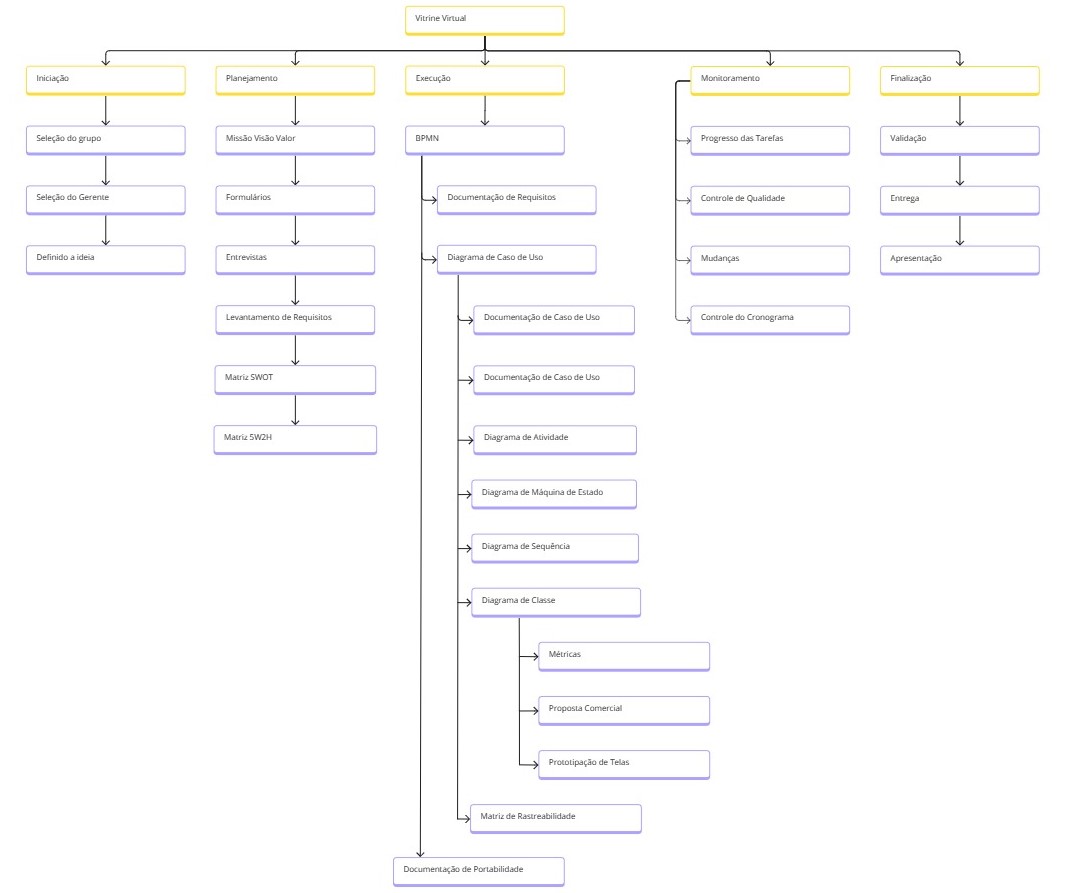 Vitrine Virtual
Iniciação
Planejamento
Execução
Monitoramento
Finalização
Seleção do grupo
Missão Visão Valor
BPMN
Progresso das Tarefas
Validação
Seleção do Gerente
Formulários
Documentação de Requisitos
Controle de Qualidade
Entrega
Definido a ideia
Entrevistas
Diagrama de Caso de Uso
Mudanças
Apresentação
Levantamento de Requisitos
Documentação de Caso de Uso
Controle do Cronograma
Matriz SWOT
Documentação de Caso de Uso
Matriz 5W2H
Diagrama de Atividade
Diagrama de Máquina de Estado
Diagrama de Sequência
Diagrama de Classe
Métricas
Proposta Comercial
Prototipação de Telas
Matriz de Rastreabilidade
Documentação de Portabilidade